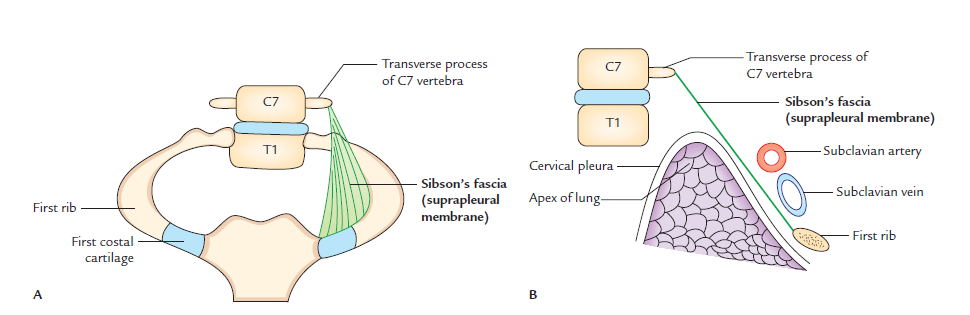 Transverse process
of C7 vertebra
C7
T1
Sibson's fascia
(suprapleural
membrane)
First rib
First costal
cartilage
A
C7
Transverse process of
C7 vertebra
Sibson's fascia
(suprapleural membrane)
T1
Subclavian artery
Cervical pleura
Subclavian vein
Apex of lung
First rib
B